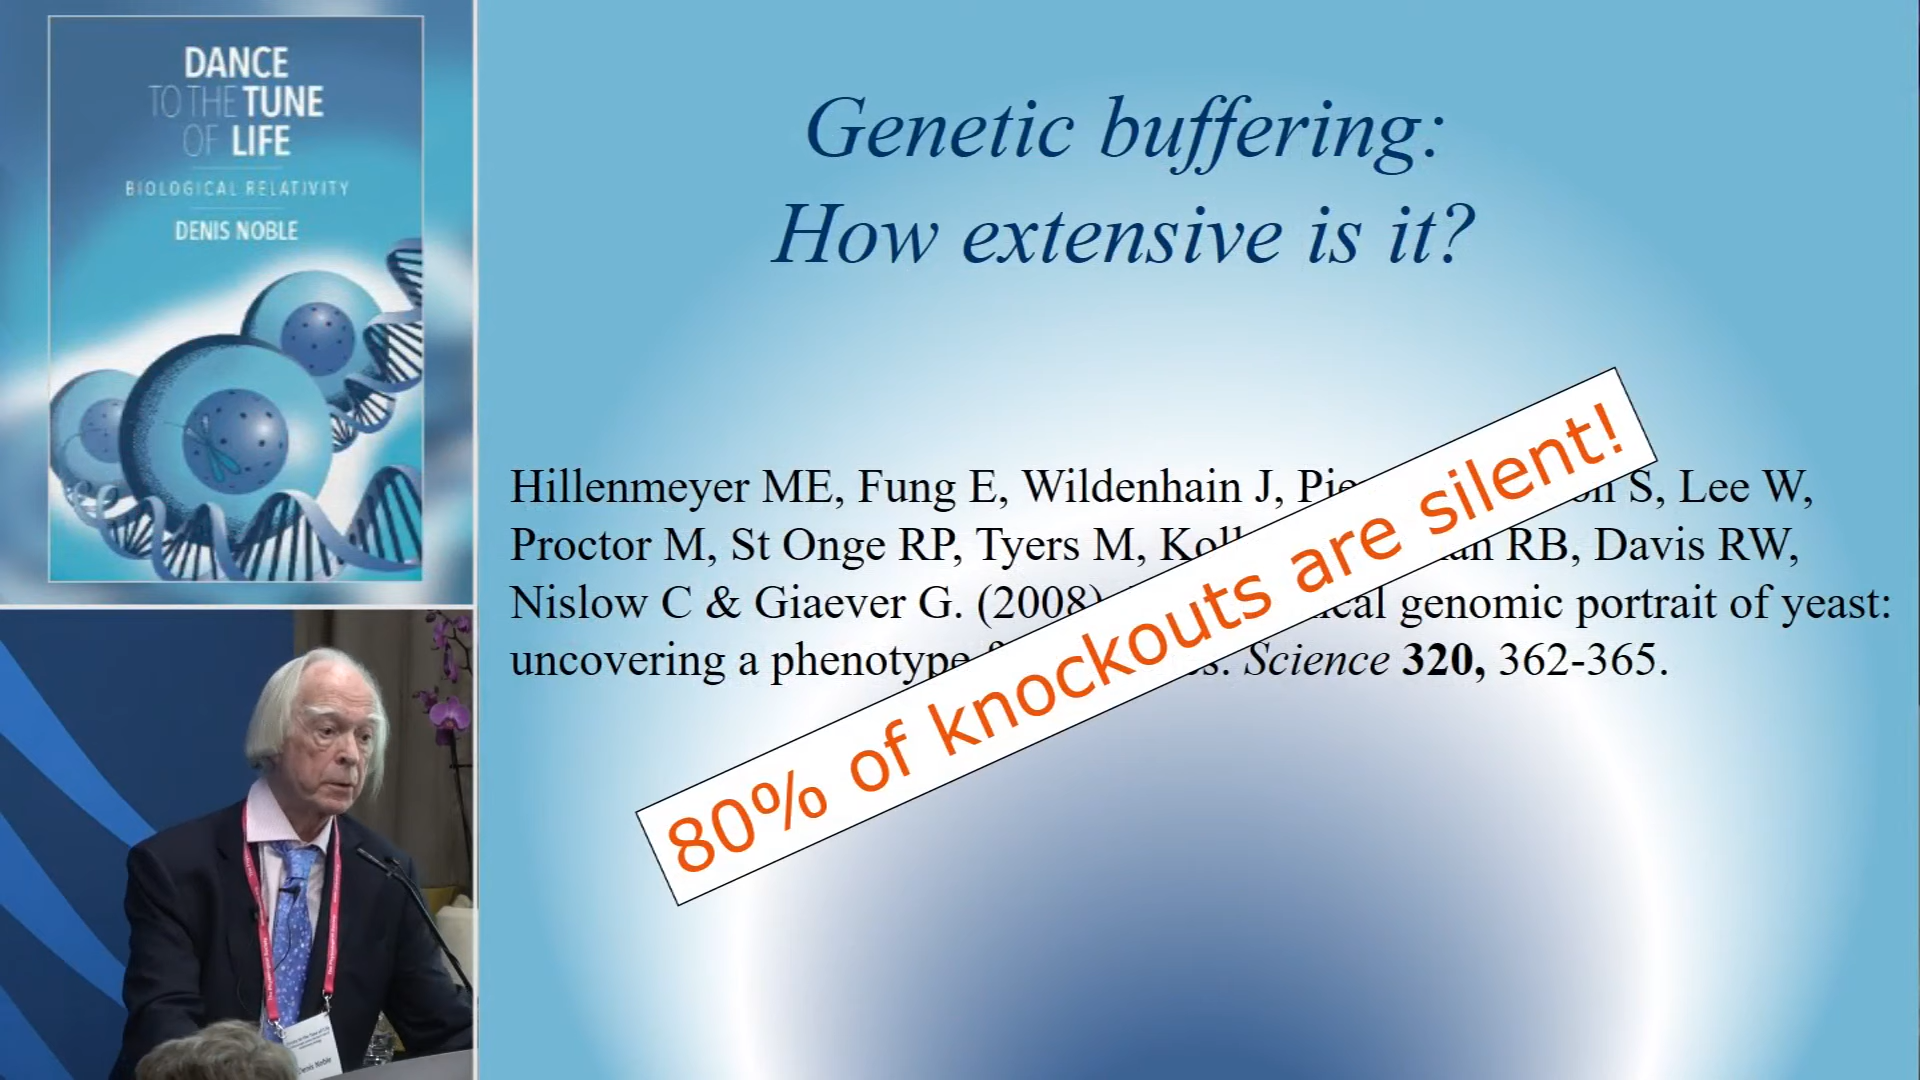 DANCE
TO THE TUNE
OF LIFE
BIOLOGICAL RELATIVITY
DENIS NOBLE
Genetic buffering:
How extensive is it?
Hillenmeyer ME, Fung E, Wildenhain J, S, Lee W,
Proctor M, St Onge RP, Tyers M, RB, Davis RW,
Nislow C & Giaever G. (2008) genomic portrait of yeast:
uncovering a phenotype Science 320, 362-365.
80% of knockouts are silent!
Denis Noble